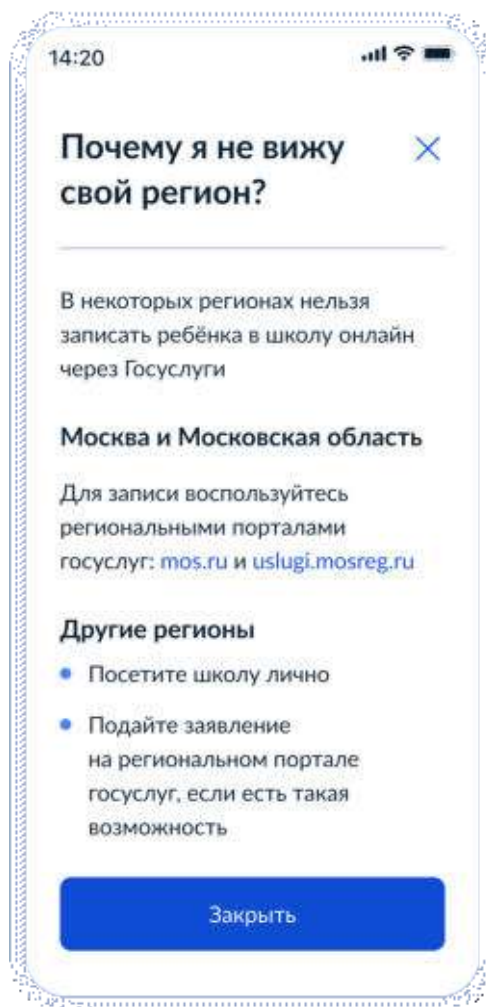 14:20
Почему я не вижу
свой регион?
В некоторых регионах нельзя
записать ребёнка в школу онлайн
через Госуслуги
Москва и Московская область
Для записи воспользуйтесь
региональными порталами
госуслуг: mos.ru и uslugi.mosreg.ru
Другие регионы
Посетите школу лично
Подайте заявление
на региональном портале
госуслуг, если есть такая
возможность
Закрыть